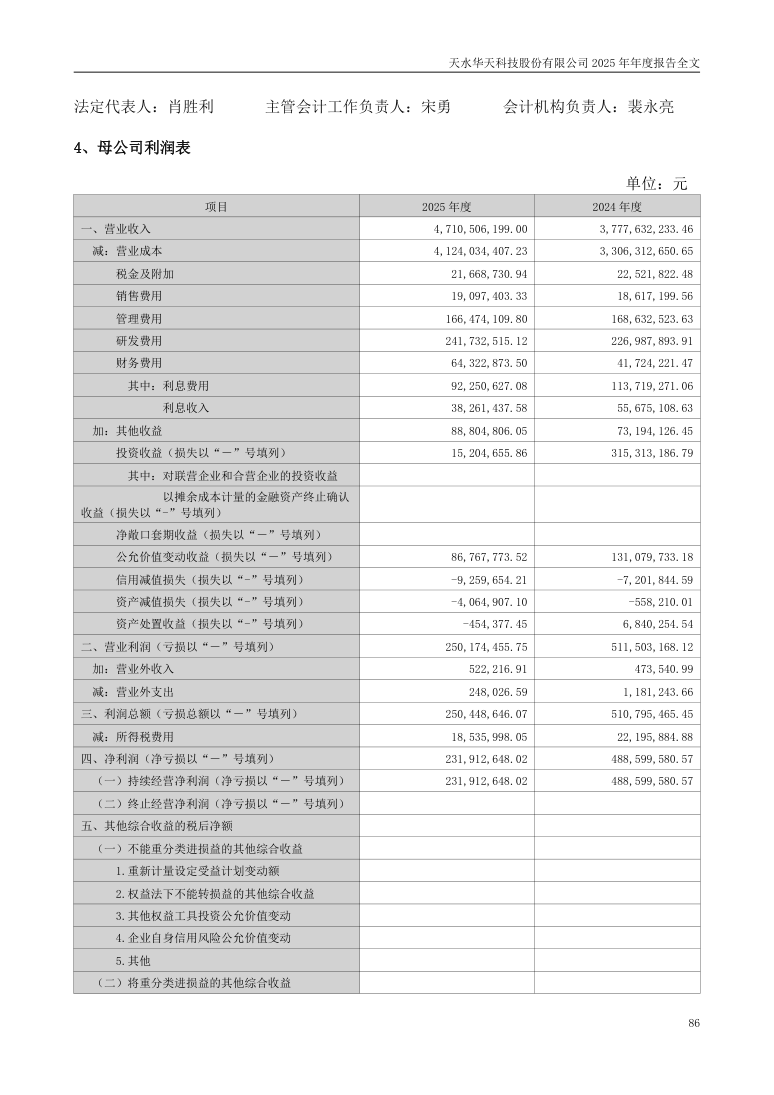 天水华天科技股份有限公司 2025 年年度报告全文
法定代表人：肖胜利 主管会计工作负责人：宋勇 会计机构负责人：裴永亮
4、母公司利润表
单位：元
项目 2025 年度 2024 年度
一、营业收入 4,710,506,199.00 3,777,632,233.46
减：营业成本 4,124,034,407.23 3,306,312,650.65
税金及附加 21,668,730.94 22,521,822.48
销售费用 19,097,403.33 18,617,199.56
管理费用 166,474,109.80 168,632,523.63
研发费用 241,732,515.12 226,987,893.91
财务费用 64,322,873.50 41,724,221.47
其中：利息费用 92,250,627.08 113,719,271.06
利息收入 38,261,437.58 55,675,108.63
加：其他收益 88,804,806.05 73,194,126.45
投资收益（损失以“－”号填列） 15,204,655.86 315,313,186.79
其中：对联营企业和合营企业的投资收益
以摊余成本计量的金融资产终止确认
收益（损失以“-”号填列）
净敞口套期收益（损失以“－”号填列）
公允价值变动收益（损失以“－”号填列） 86,767,773.52 131,079,733.18
信用减值损失（损失以“-”号填列） -9,259,654.21 -7,201,844.59
资产减值损失（损失以“-”号填列） -4,064,907.10 -558,210.01
资产处置收益（损失以“-”号填列） -454,377.45 6,840,254.54
二、营业利润（亏损以“－”号填列） 250,174,455.75 511,503,168.12
加：营业外收入 522,216.91 473,540.99
减：营业外支出 248,026.59 1,181,243.66
三、利润总额（亏损总额以“－”号填列） 250,448,646.07 510,795,465.45
减：所得税费用 18,535,998.05 22,195,884.88
四、净利润（净亏损以“－”号填列） 231,912,648.02 488,599,580.57
（一）持续经营净利润（净亏损以“－”号填列） 231,912,648.02 488,599,580.57
（二）终止经营净利润（净亏损以“－”号填列）
五、其他综合收益的税后净额
（一）不能重分类进损益的其他综合收益
1.重新计量设定受益计划变动额
2.权益法下不能转损益的其他综合收益
3.其他权益工具投资公允价值变动
4.企业自身信用风险公允价值变动
5.其他
（二）将重分类进损益的其他综合收益
86